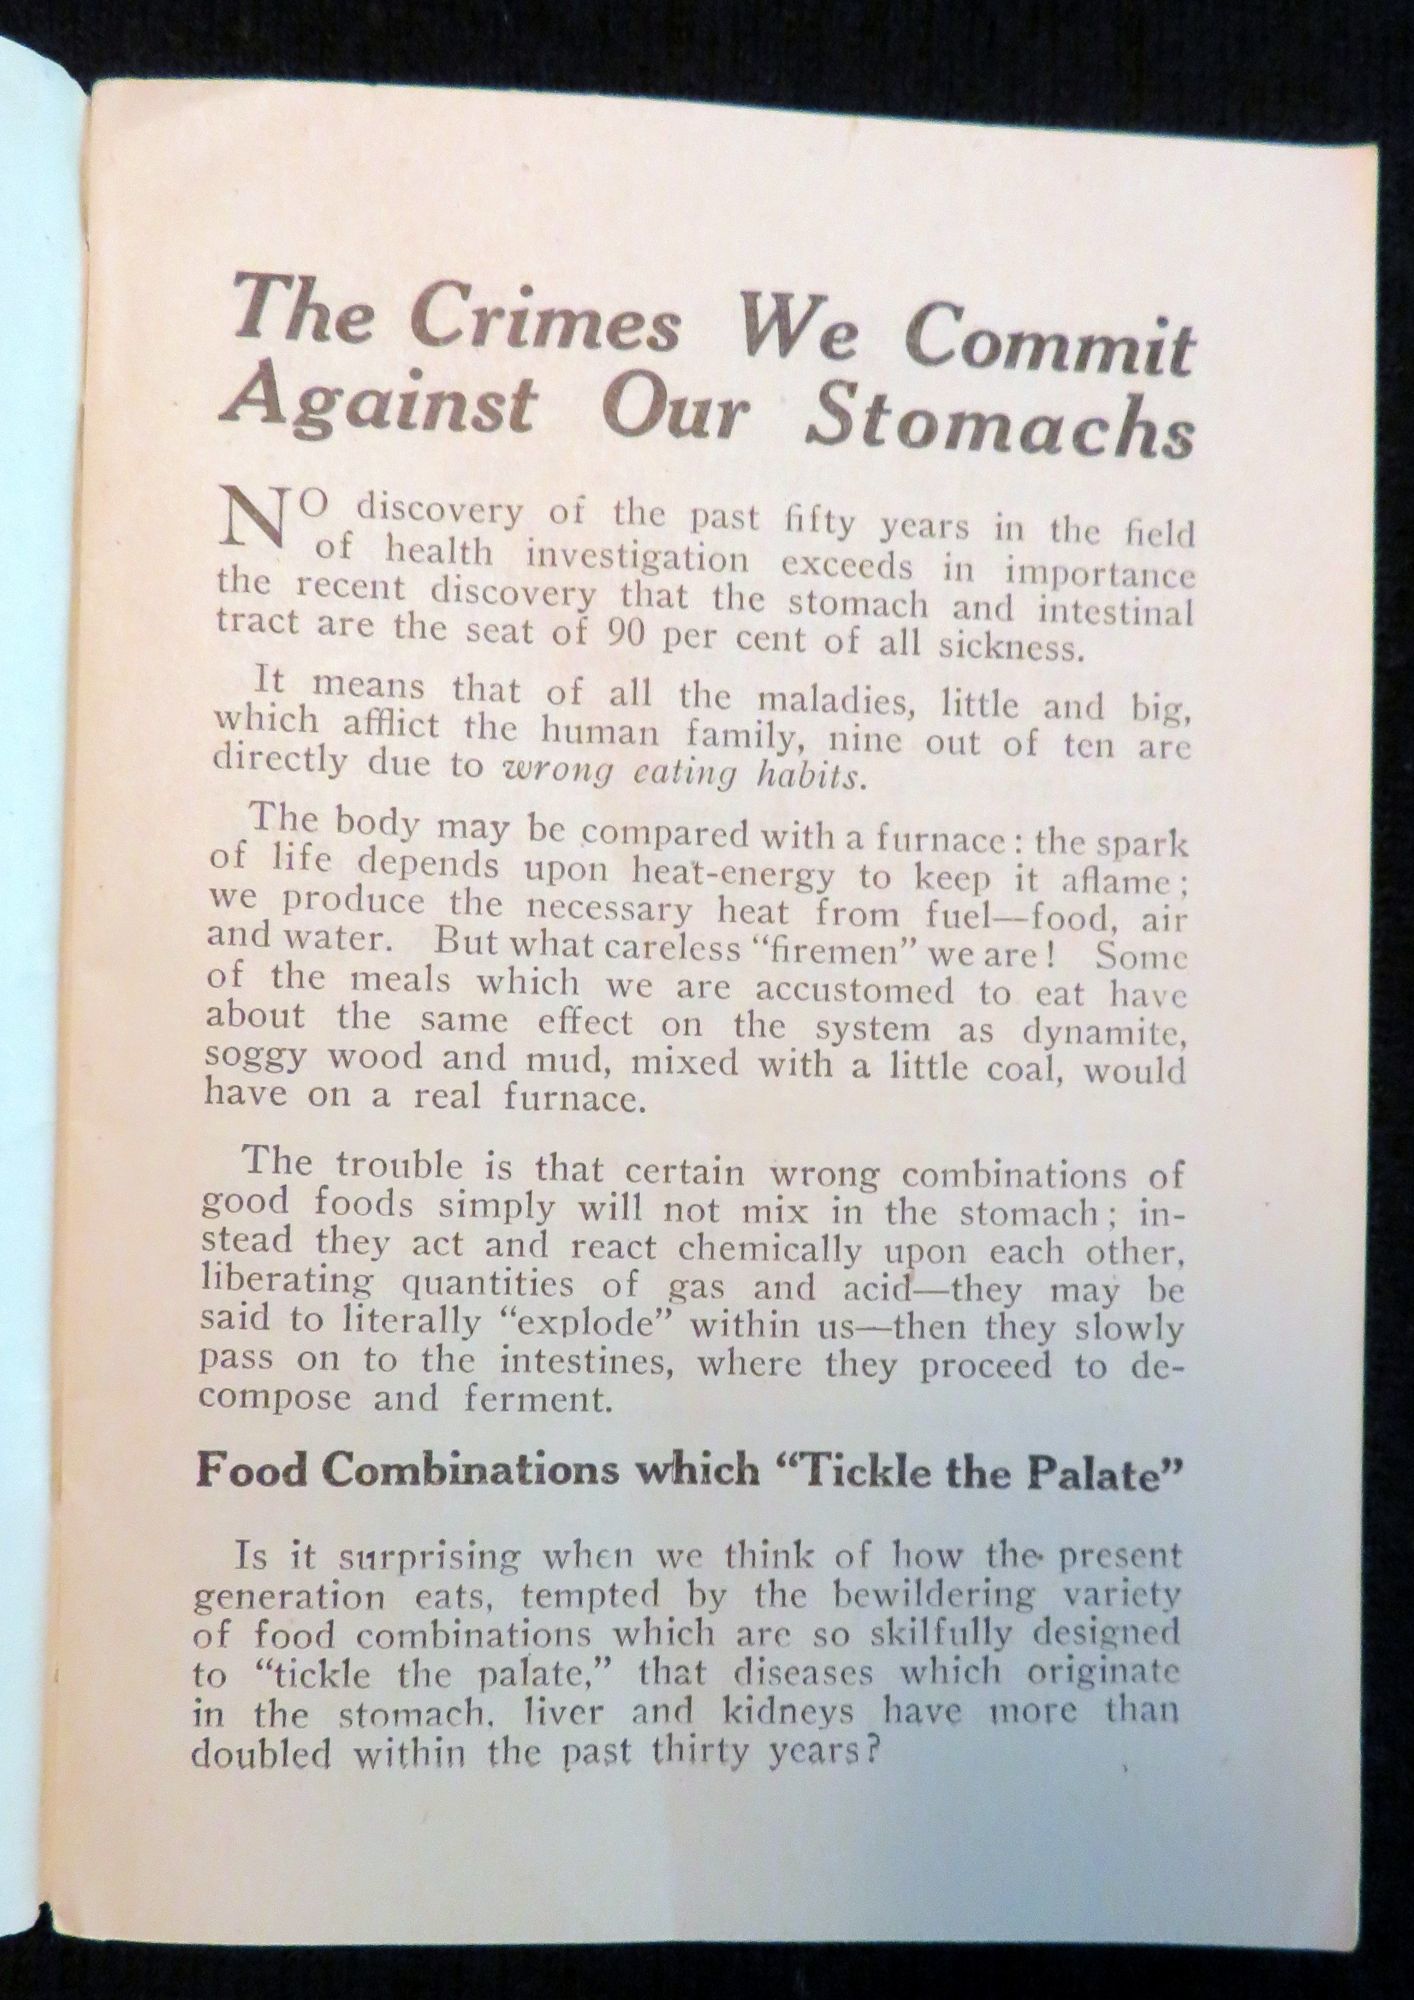 The Crimes We Commit
Against Our Stomachs
NO discovery of the past fifty years in the field
of health investigation exceeds in importance
the recent discovery that the stomach and intestinal
tract are the seat of 90 per cent of all sickness.
It means that of all the maladies, little and big,
which afflict the human family, nine out of ten are
directly due to wrong eating habits.
The body may be compared with a furnace: the spark
of life depends upon heat-energy to keep it aflame;
we produce the necessary heat from fuel—food, air
and water. But what careless “firemen” we are! Some
of the meals which we are accustomed to eat have
about the same effect on the system as dynamite,
soggy wood and mud, mixed with a little coal, would
have on a real furnace.
The trouble is that certain wrong combinations of
good foods simply will not mix in the stomach; in-
stead they act and react chemically upon each other,
liberating quantities of gas and acid—they may be
said to literally “explode” within us—then they slowly
pass on to the intestines, where they proceed to de-
compose and ferment.
Food Combinations which “Tickle the Palate”
Is it surprising when we think of how the present
generation eats, tempted by the bewildering variety
of food combinations which are so skilfully designed
to “tickle the palate,” that diseases which originate
in the stomach, liver and kidneys have more than
doubled within the past thirty years?